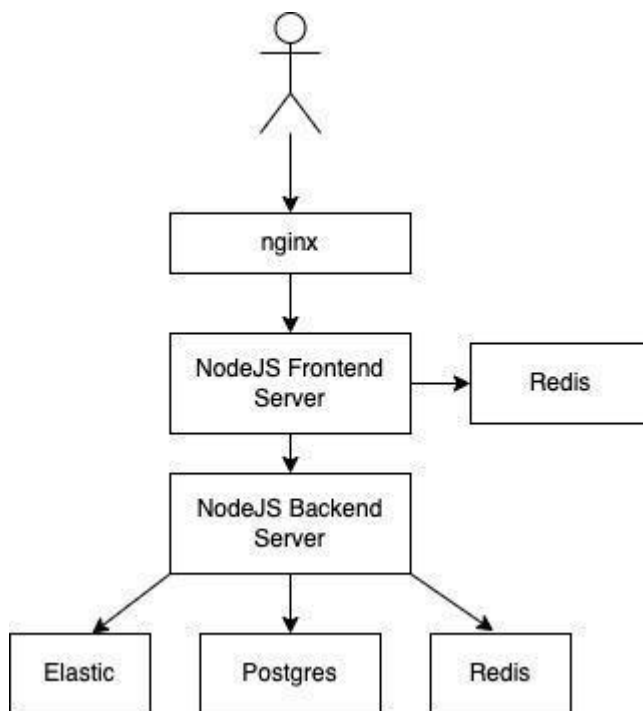 nginx
NodeJS Frontend
Server
Redis
NodeJS Backend
Server
Elastic
Postgres
Redis